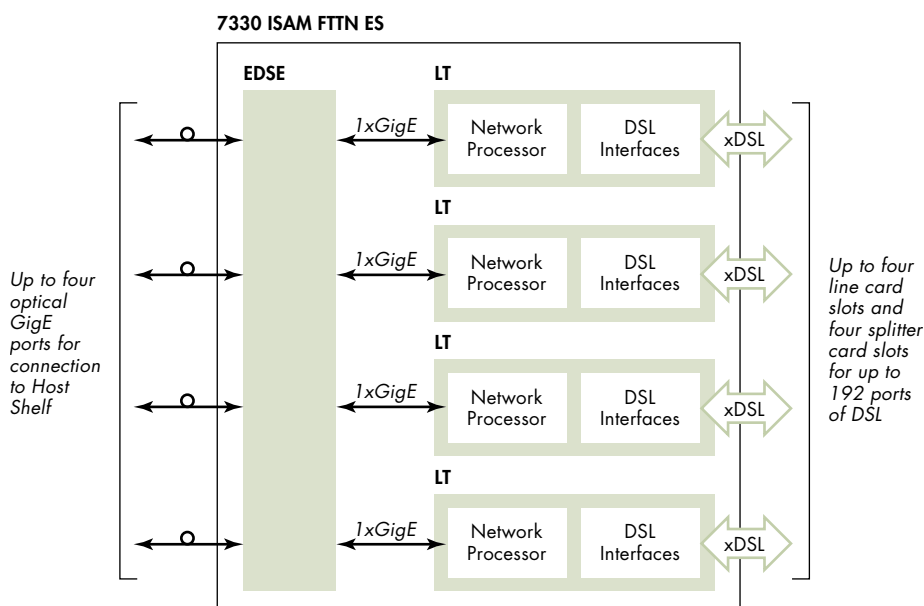 7330 ISAM FTTN ES
EDSE
LT
1xGigE
Network
Processor
DSL
Interfaces
xDSL
LT
1xGigE
Network
Processor
DSL
Interfaces
xDSL
LT
1xGigE
Network
Processor
DSL
Interfaces
xDSL
LT
1xGigE
Network
Processor
DSL
Interfaces
xDSL
Up to four
optical
GigE
ports for
connection
to Host
Shelf
Up to four
line card
slots and
four splitter
card slots
for up to
192 ports
of DSL